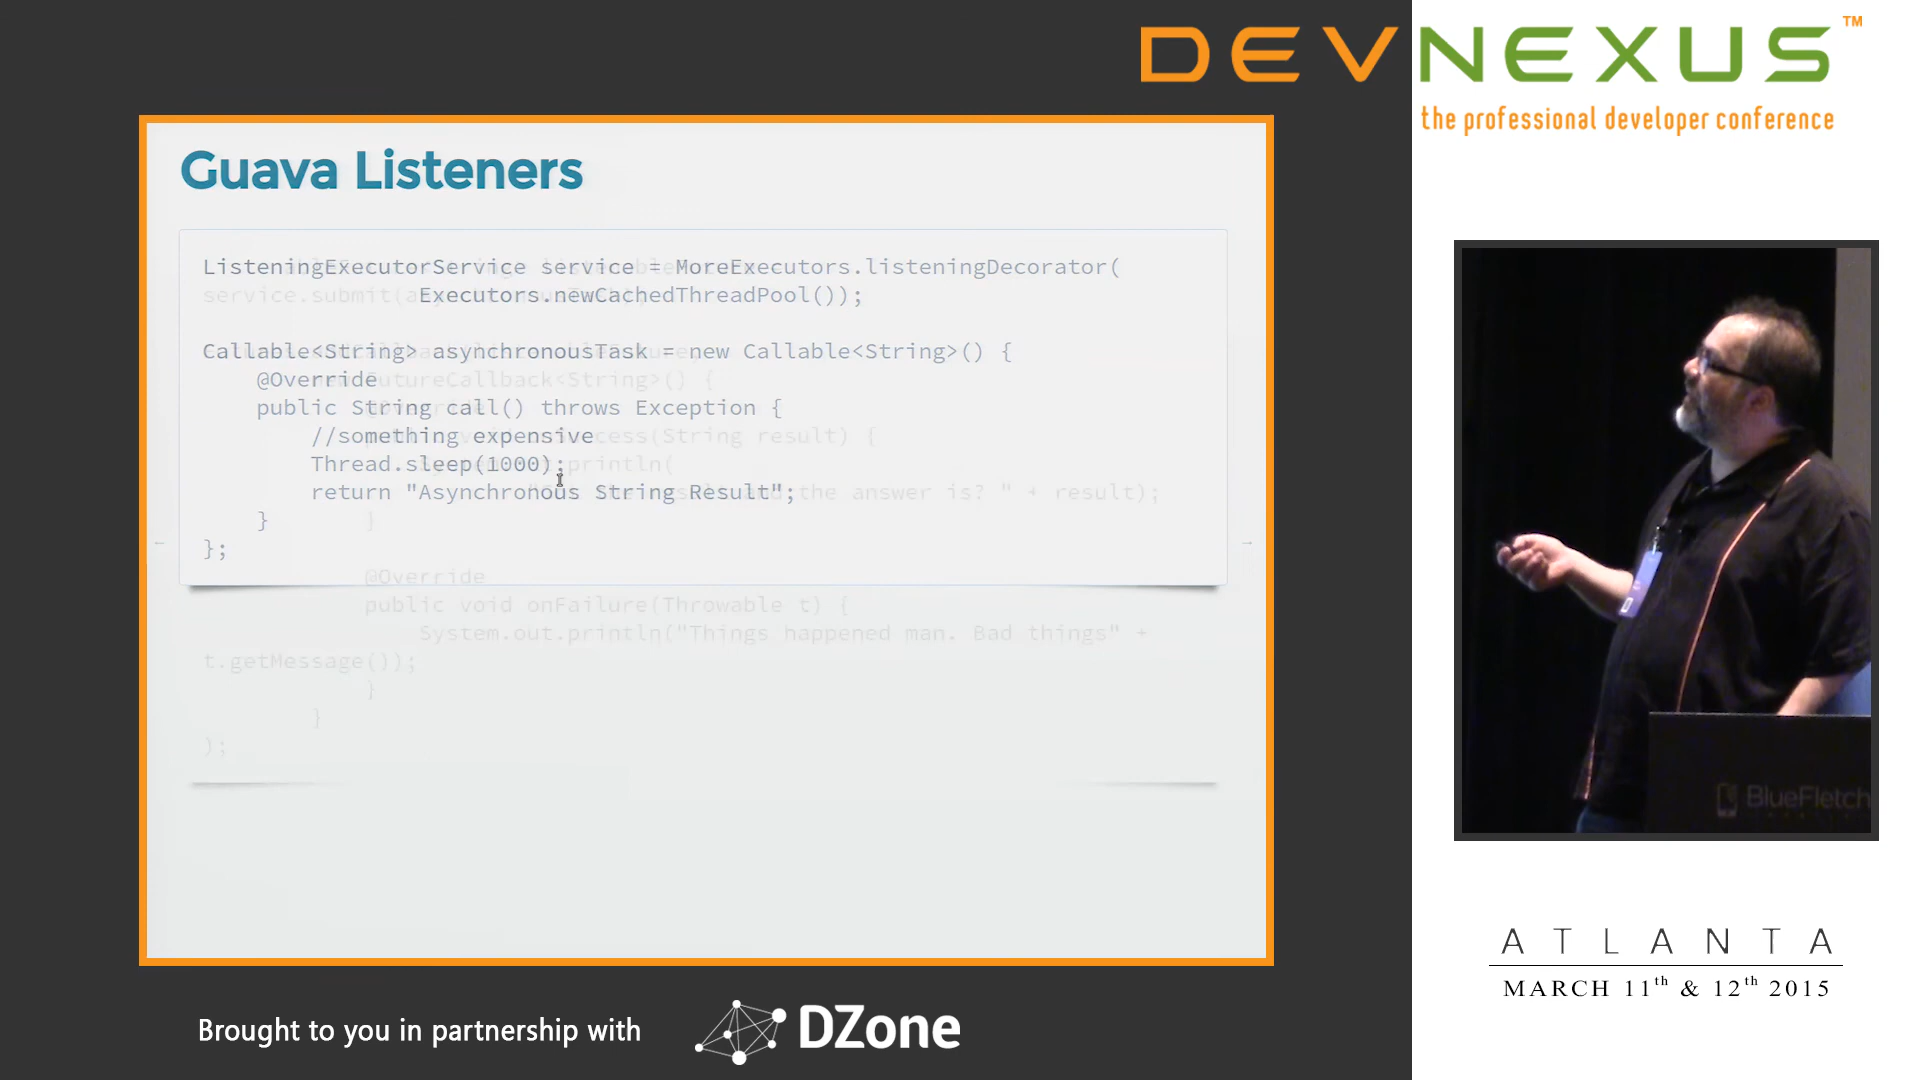 DEVNEXUS™
the professional developer conference
Guava Listeners
ListeningExecutorService service = MoreExecutors.listeningDecorator(
Executors.newCachedThreadPool());
Callable<String> asynchronousTask = new Callable<String>() {
@Override
public String call() throws Exception {
//something expensive
Thread.sleep(1000);
return "Asynchronous String Result";
}
};
@Override
public void onFailure(Throwable t) {
System.out.println("Things happened man. Bad things" +
t.getMessage());
}
}
);
BlueFletch
ATLANTA
MARCH 11th & 12th 2015
Brought to you in partnership with
DZone